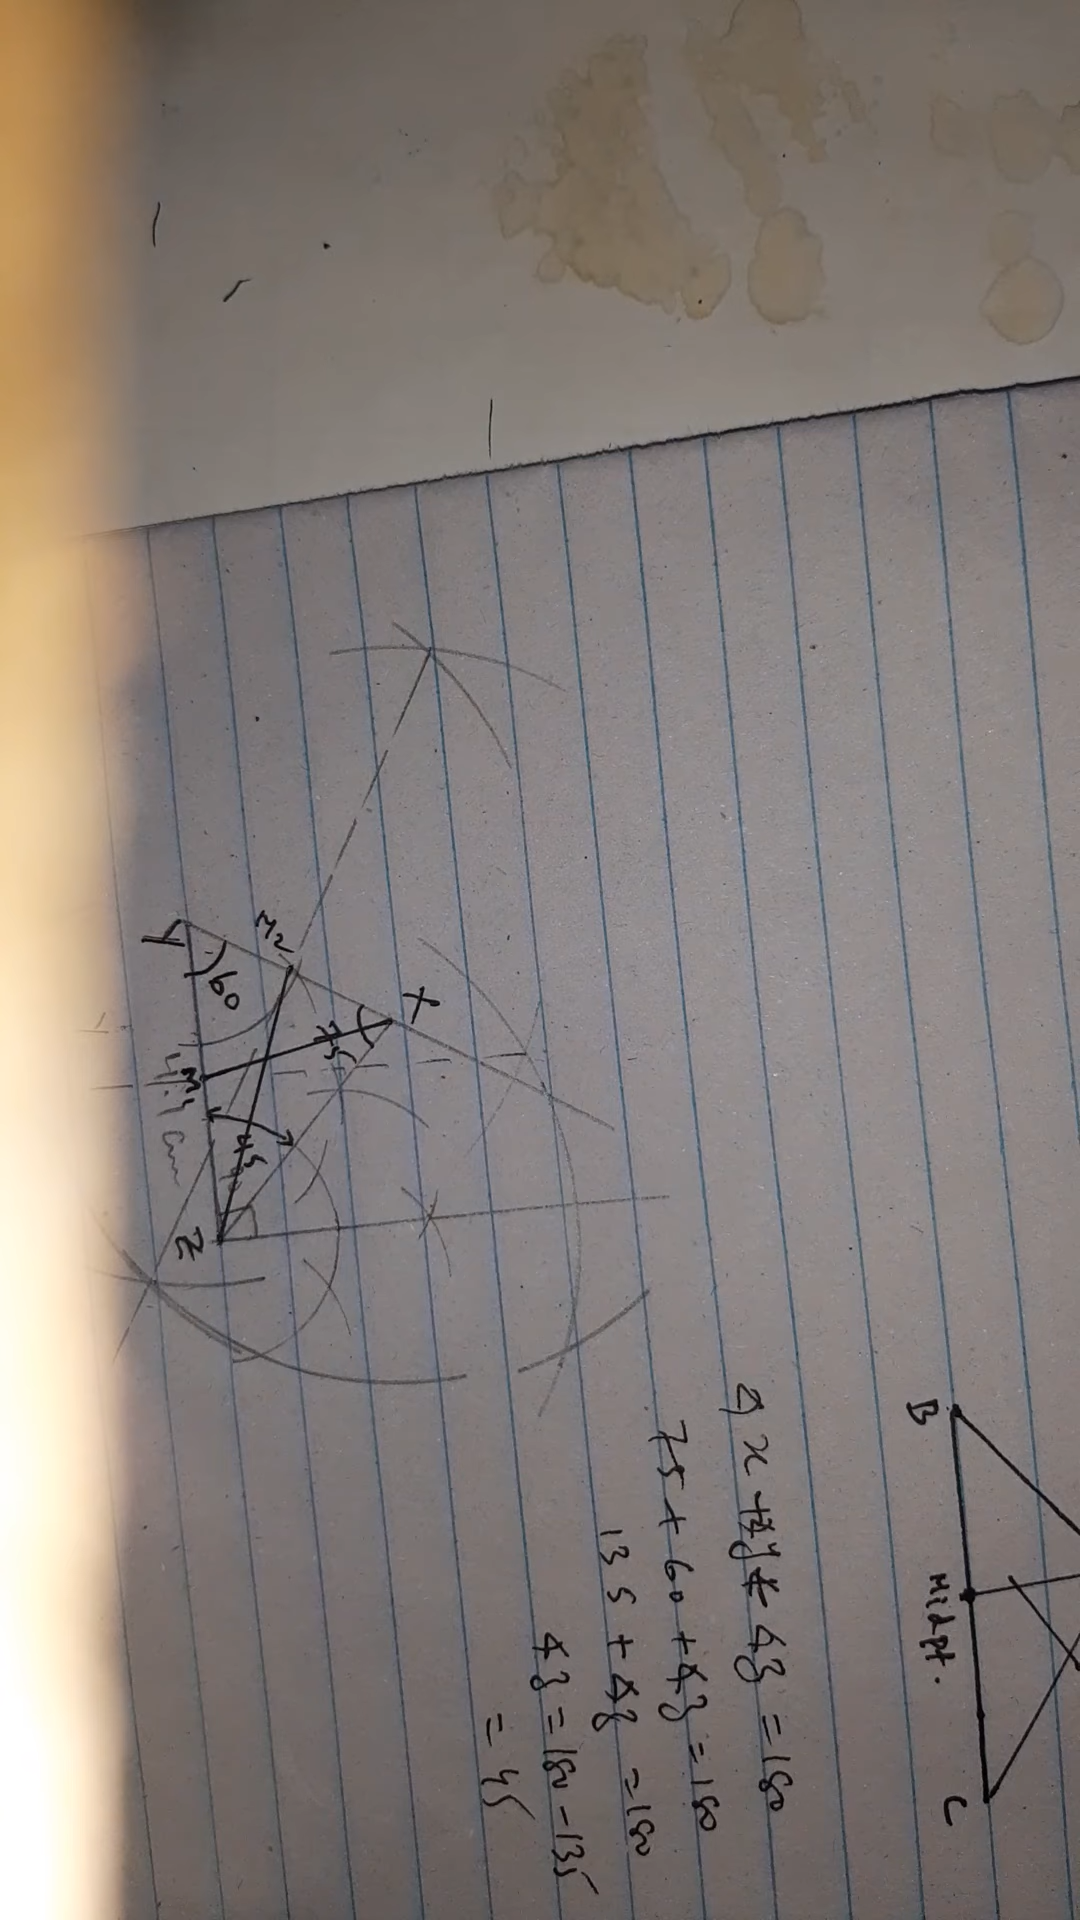 X
M2
75
60
Y
M1
45
Z
4.4 cm
B
Midpt.
C
∡x + ∡y + ∡z = 180
75 + 60 + ∡z = 180
135 + ∡z = 180
∡z = 180 - 135
= 45